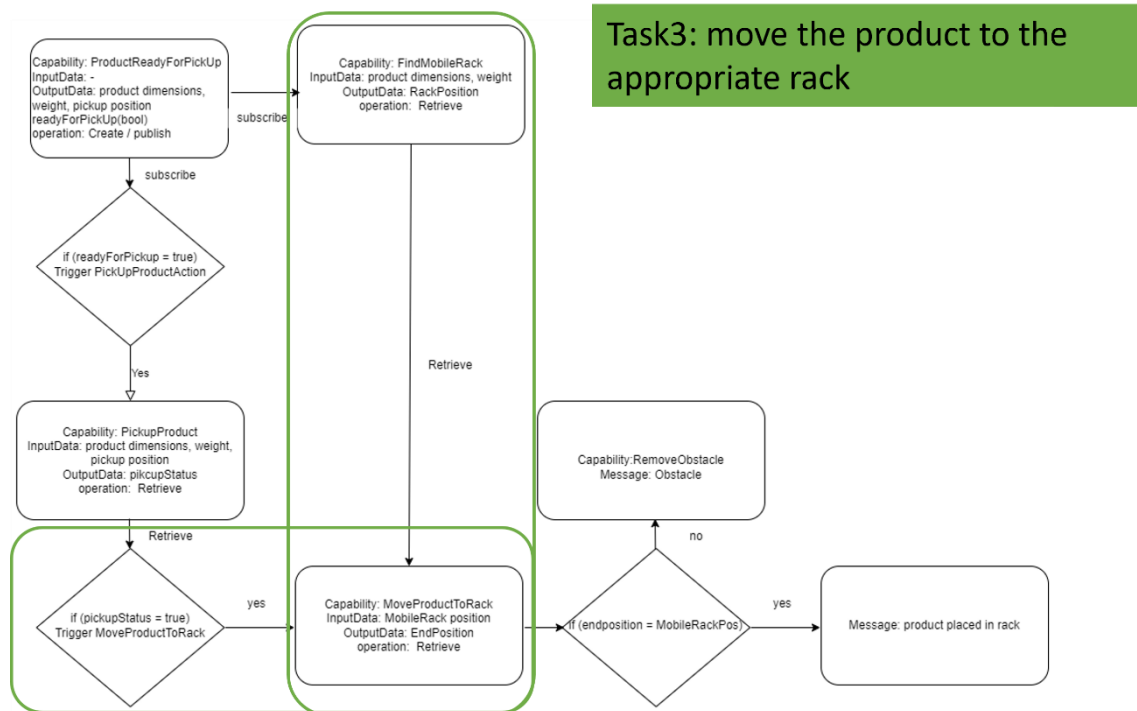 Task3: move the product to the
appropriate rack
Capability: ProductReadyForPickUp
InputData: -
OutputData: product dimensions,
weight, pickup position
readyForPickUp(bool)
operation: Create / publish
subscribe
Capability: FindMobileRack
InputData: product dimensions, weight
OutputData: RackPosition
operation: Retrieve
subscribe
if (readyForPickup = true)
Trigger PickUpProductAction
Retrieve
Yes
Capability: PickupProduct
InputData: product dimensions, weight,
pickup position
OutputData: pikcupStatus
operation: Retrieve
Capability:RemoveObstacle
Message: Obstacle
Retrieve
no
if (pickupStatus = true)
Trigger MoveProductToRack
yes
Capability: MoveProductToRack
InputData: MobileRack position
OutputData: EndPosition
operation: Retrieve
if (endposition = MobileRackPos)
yes
Message: product placed in rack